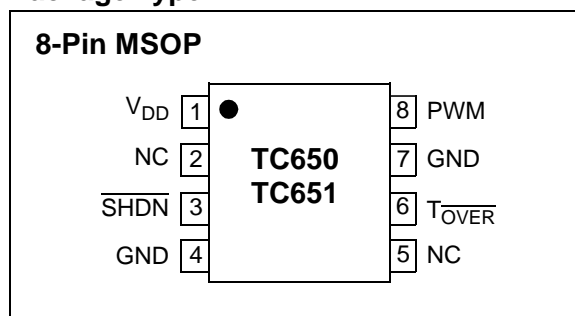 8-Pin MSOP
VDD 1
8 PWM
NC 2
TC650
7 GND
SHDN 3
TC651
6 TOVER
GND 4
5 NC